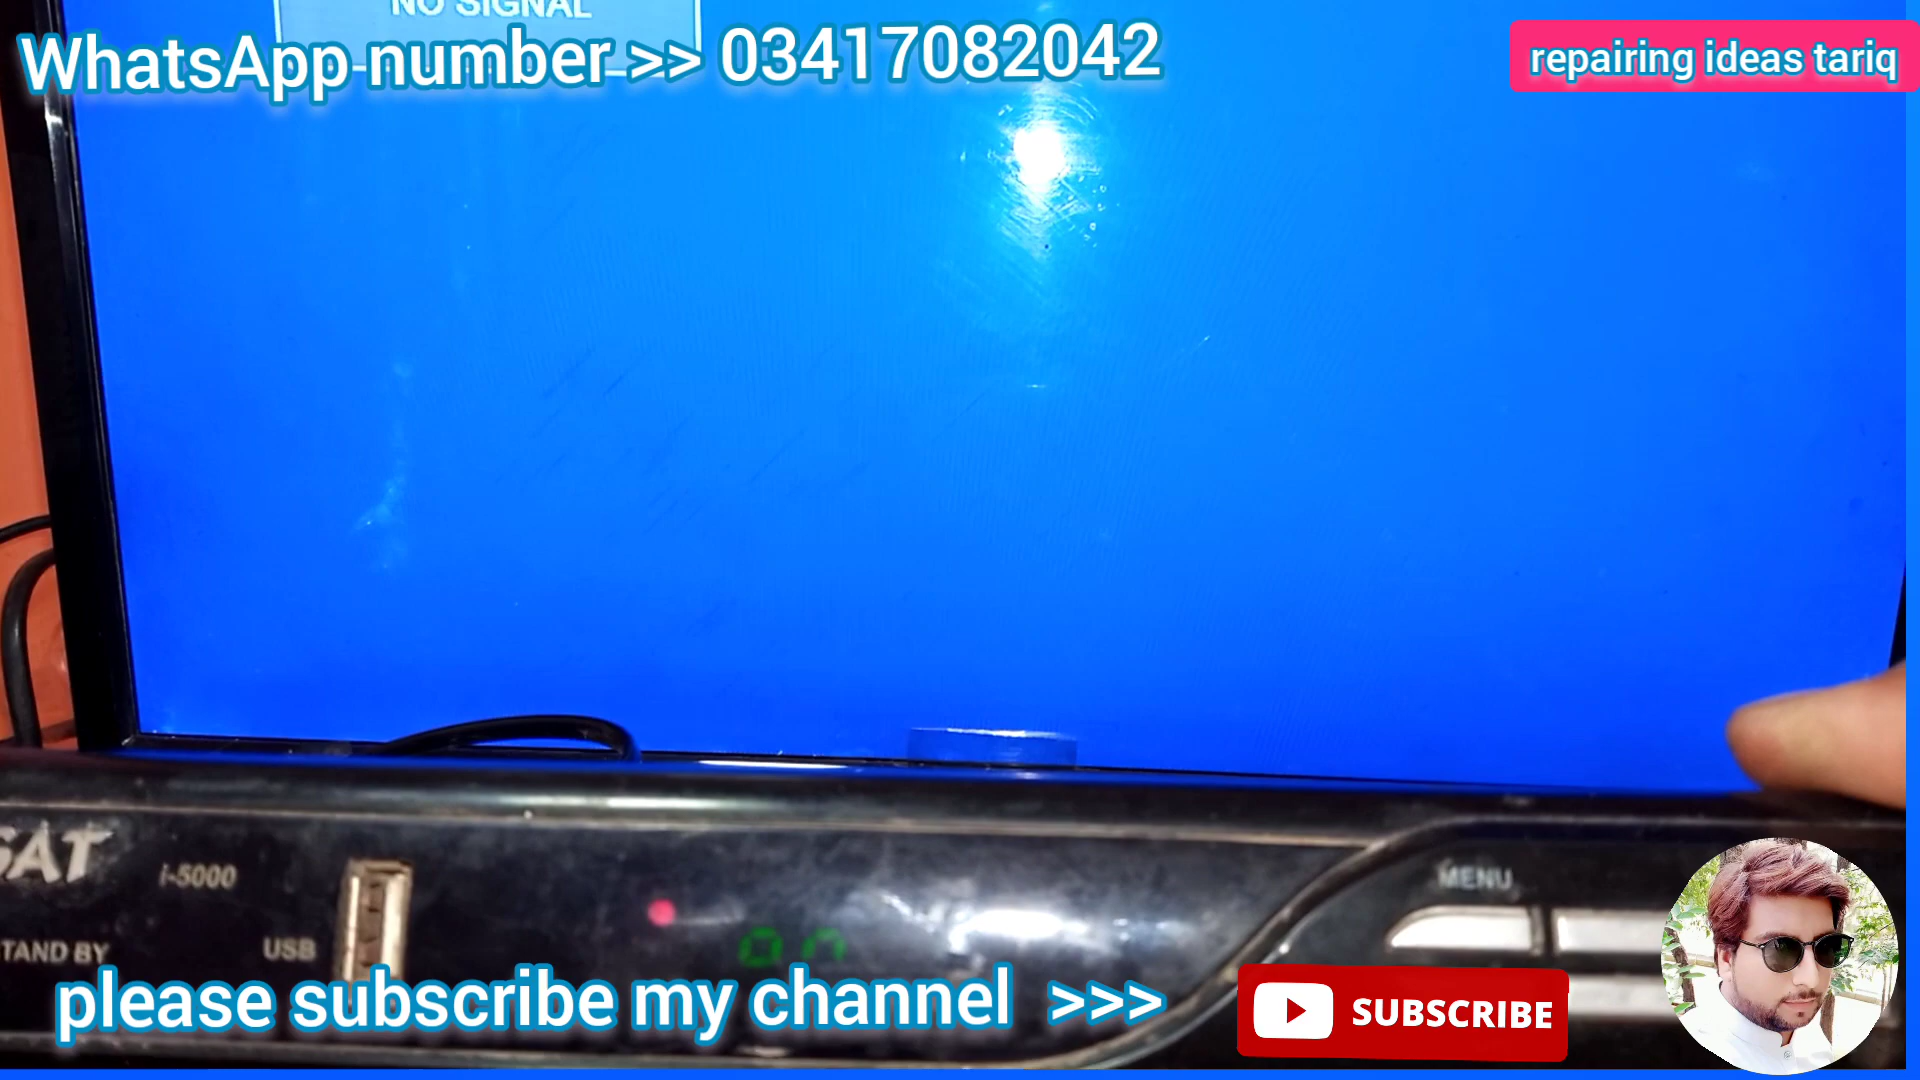 NO SIGNAL
WhatsApp number >> 03417082042
repairing ideas tariq
SAT
i-5000
MENU
TAND BY
USB
on
please subscribe my channel >>>
SUBSCRIBE